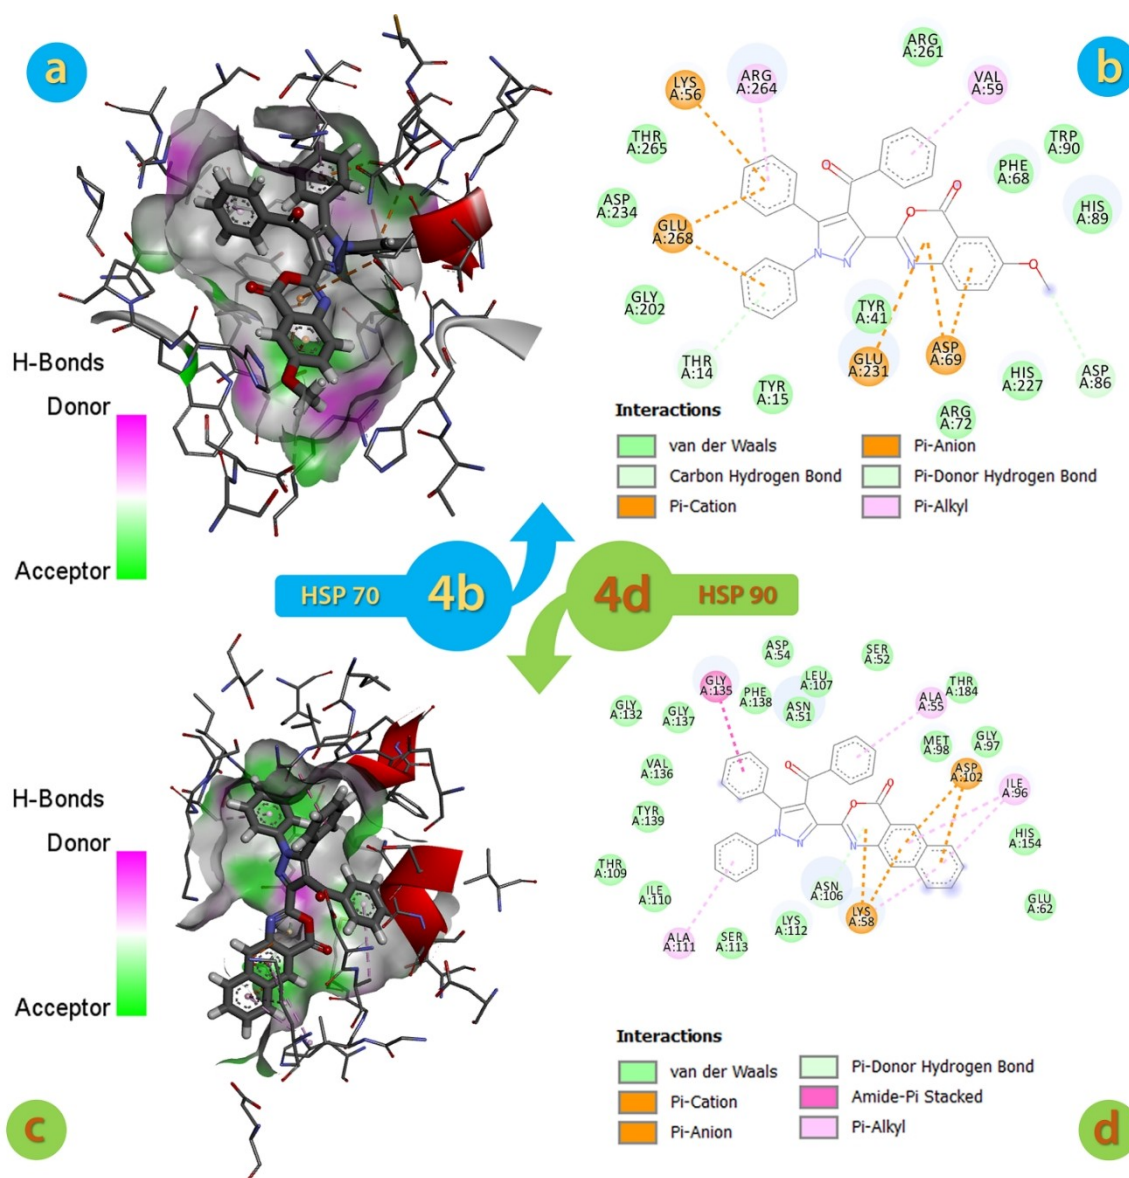 a
H-Bonds
Donor
Acceptor
b
ARG
A:261
LYS
A:56
ARG
A:264
VAL
A:59
THR
A:265
TRP
A:90
PHE
A:68
ASP
A:234
HIS
A:89
GLU
A:268
O
O
O
N
N
N
O
GLY
A:202
TYR
A:41
THR
A:14
GLU
A:231
ASP
A:69
TYR
A:15
HIS
A:227
ASP
A:86
ARG
A:72
Interactions
van der Waals
Carbon Hydrogen Bond
Pi-Cation
Pi-Anion
Pi-Donor Hydrogen Bond
Pi-Alkyl
HSP 70
4b
4d
HSP 90
H-Bonds
Donor
Acceptor
c
ASP
A:54
SER
A:52
GLY
A:135
PHE
A:138
LEU
A:107
ASN
A:51
ALA
A:55
THR
A:184
GLY
A:132
GLY
A:137
MET
A:98
GLY
A:97
VAL
A:136
ASP
A:102
ILE
A:96
TYR
A:139
O
O
O
N
N
N
HIS
A:154
THR
A:109
ILE
A:110
ASN
A:106
GLU
A:62
ALA
A:111
SER
A:113
LYS
A:112
LYS
A:58
Interactions
van der Waals
Pi-Cation
Pi-Anion
Pi-Donor Hydrogen Bond
Amide-Pi Stacked
Pi-Alkyl
d